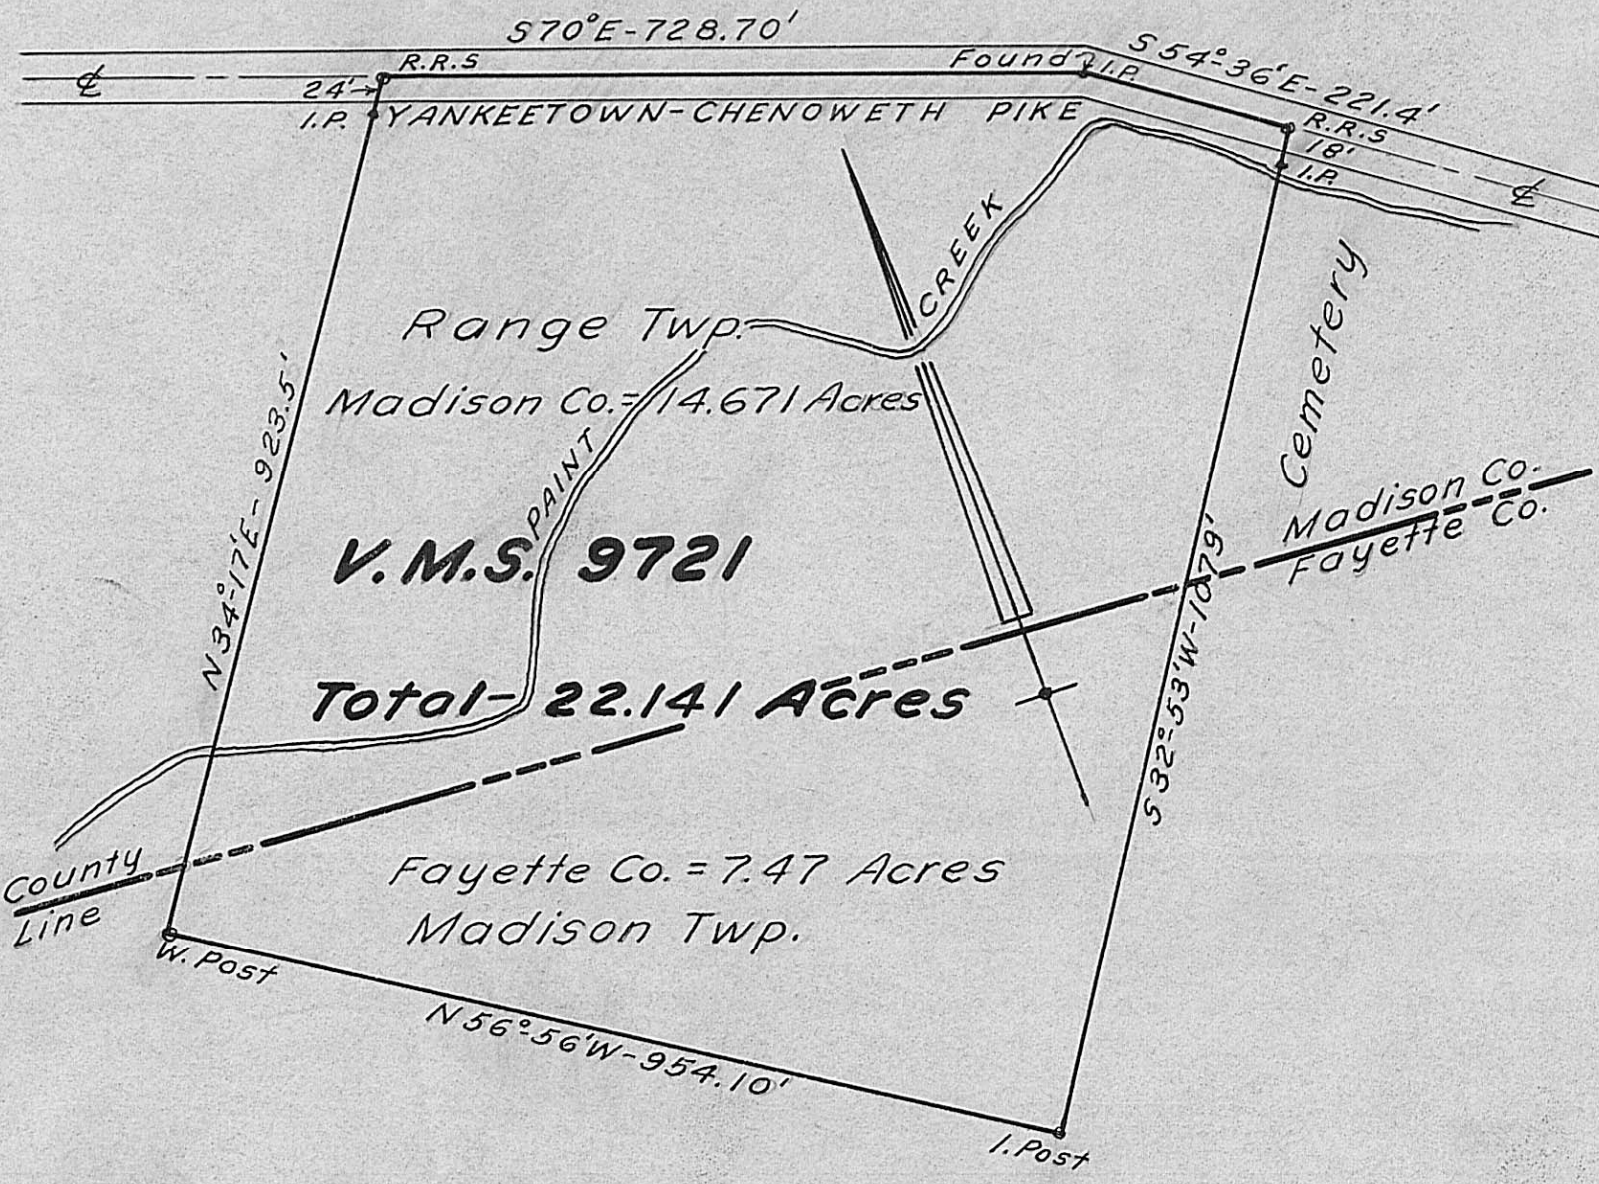 S70°E-728.70'
S54°-36'E-221.4'
R.R.S
Found
I.P.
℄
24'
I.P.
YANKEETOWN-CHENOWETH PIKE
R.R.S
18'
I.P.
℄
CREEK
Cemetery
Range Twp.
Madison Co.= 14.671 Acres
N34°-17'E-923.5'
PAINT
Madison Co.
Fayette Co.
V.M.S. 9721
S32°-53'W-1079'
Total- 22.141 Acres
County
Line
Fayette Co. = 7.47 Acres
Madison Twp.
W. Post
N56°-56'W-954.10'
I. Post